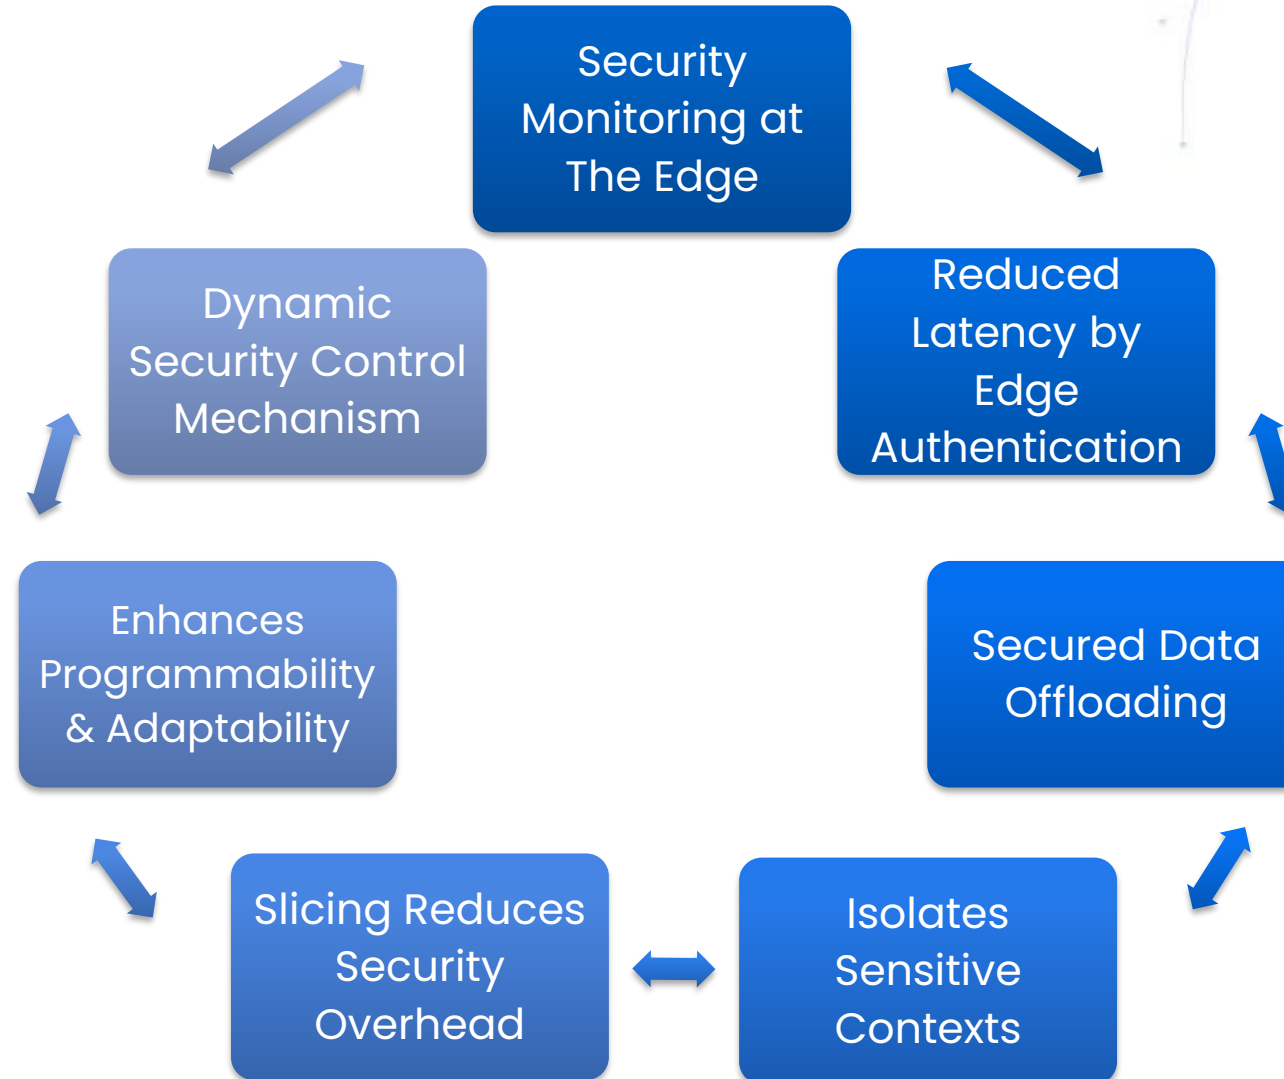 Security
Monitoring at
The Edge
Reduced
Latency by
Edge
Authentication
Secured Data
Offloading
Isolates
Sensitive
Contexts
Slicing Reduces
Security
Overhead
Enhances
Programmability
& Adaptability
Dynamic
Security Control
Mechanism